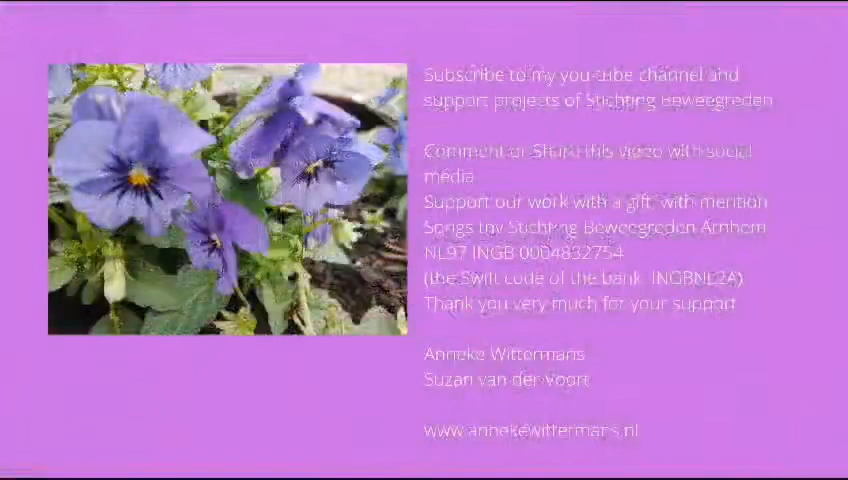 Subscribe to my you-tube channel and
support projects of Stichting Beweegreden
Comment or Share this video with social
media
Support our work with a gift, with mention
Songs tnv Stichting Beweegreden Arnhem
NL97 INGB 0004832754
(the Swift code of the bank INGBNL2A)
Thank you very much for your support
Anneke Wittermans
Suzan van der Voort
www.annekewittermans.nl